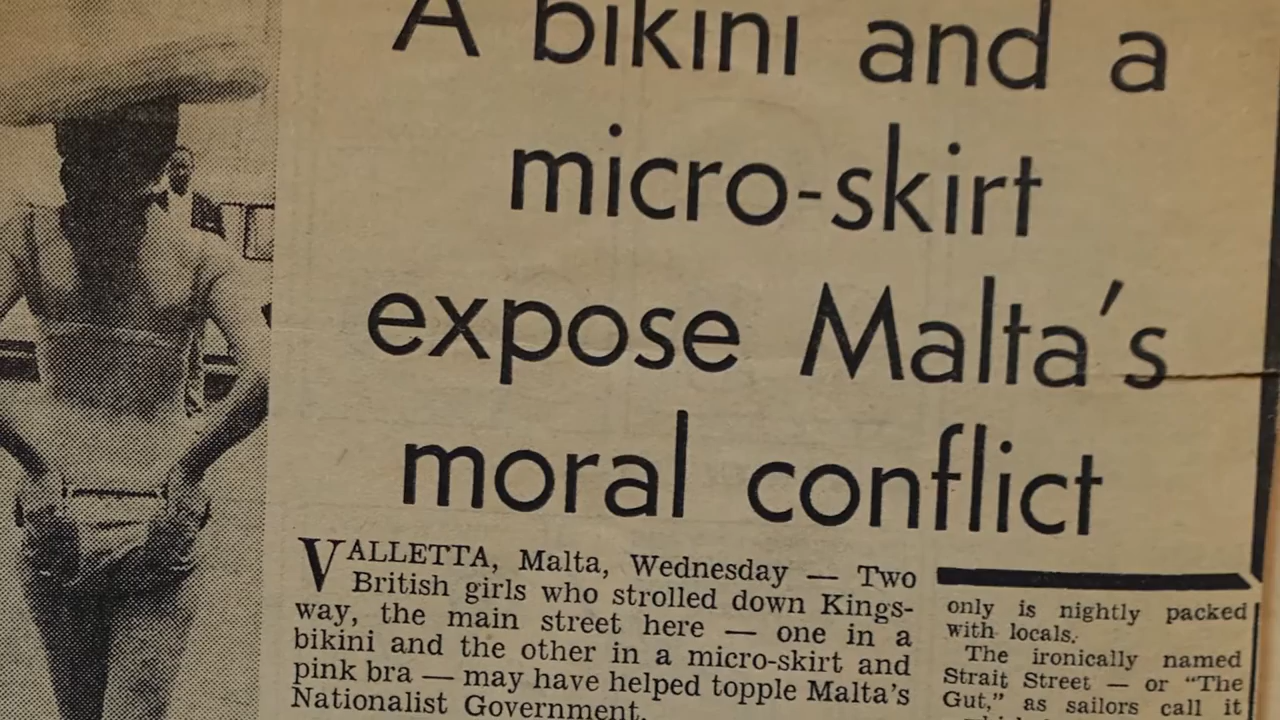 A bikini and a
micro-skirt
expose Malta's
moral conflict
VALLETTA, Malta, Wednesday — Two
British girls who strolled down Kings-
way, the main street here — one in a
bikini and the other in a micro-skirt and
pink bra — may have helped topple Malta's
Nationalist Government.
only is nightly packed
with locals.
The ironically named
Strait Street — or "The
Gut," as sailors call it